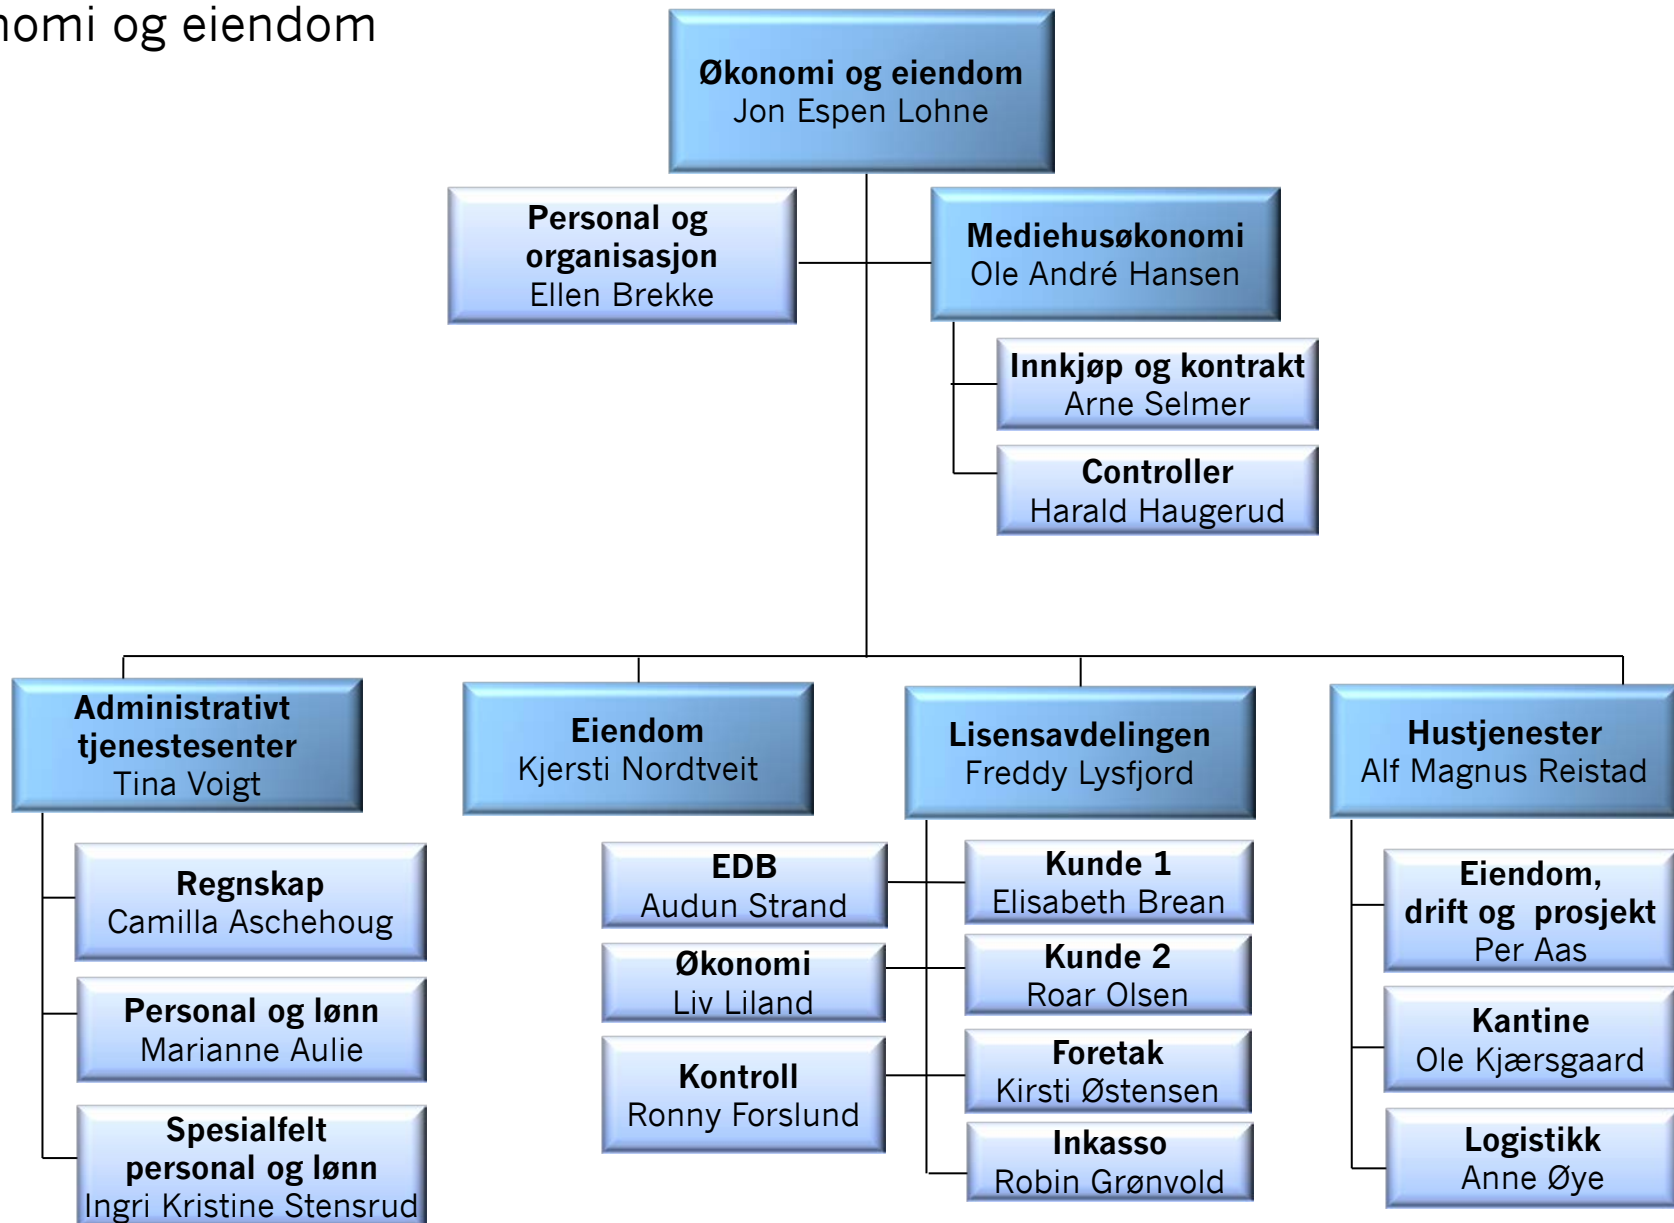 nomi og eiendom
Økonomi og eiendom
Jon Espen Lohne
Personal og
organisasjon
Ellen Brekke
Mediehusøkonomi
Ole André Hansen
Innkjøp og kontrakt
Arne Selmer
Controller
Harald Haugerud
Administrativt
tjenestesenter
Tina Voigt
Eiendom
Kjersti Nordtveit
Lisensavdelingen
Freddy Lysfjord
Hustjenester
Alf Magnus Reistad
Regnskap
Camilla Aschehoug
Personal og lønn
Marianne Aulie
Spesialfelt
personal og lønn
Ingri Kristine Stensrud
EDB
Audun Strand
Økonomi
Liv Liland
Kontroll
Ronny Forslund
Kunde 1
Elisabeth Brean
Kunde 2
Roar Olsen
Foretak
Kirsti Østensen
Inkasso
Robin Grønvold
Eiendom,
drift og prosjekt
Per Aas
Kantine
Ole Kjærsgaard
Logistikk
Anne Øye